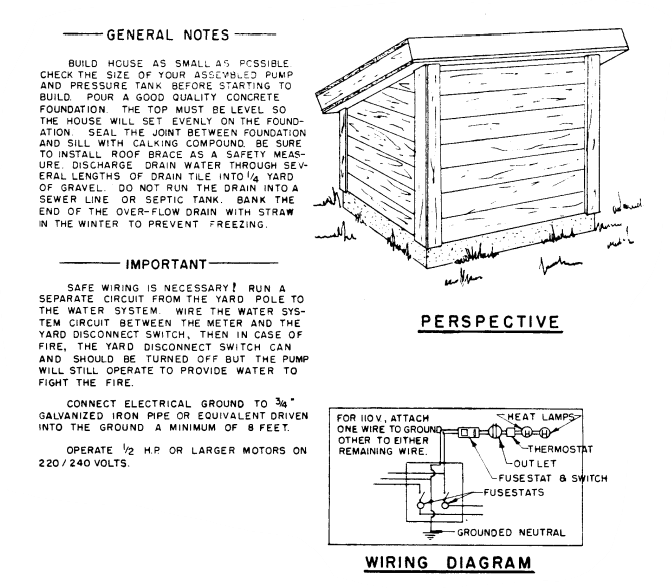 GENERAL NOTES
BUILD HOUSE AS SMALL AS POSSIBLE.
CHECK THE SIZE OF YOUR ASSEMBLED PUMP
AND PRESSURE TANK BEFORE STARTING TO
BUILD. POUR A GOOD QUALITY CONCRETE
FOUNDATION. THE TOP MUST BE LEVEL SO
THE HOUSE WILL SET EVENLY ON THE FOUND-
ATION. SEAL THE JOINT BETWEEN FOUNDATION
AND SILL WITH CALKING COMPOUND. BE SURE
TO INSTALL ROOF BRACE AS A SAFETY MEAS-
URE. DISCHARGE DRAIN WATER THROUGH SEV-
ERAL LENGTHS OF DRAIN TILE INTO 1/4 YARD
OF GRAVEL. DO NOT RUN THE DRAIN INTO A
SEWER LINE OR SEPTIC TANK. BANK THE
END OF THE OVER-FLOW DRAIN WITH STRAW
IN THE WINTER TO PREVENT FREEZING.
IMPORTANT
SAFE WIRING IS NECESSARY! RUN A
SEPARATE CIRCUIT FROM THE YARD POLE TO
THE WATER SYSTEM. WIRE THE WATER SYS-
TEM CIRCUIT BETWEEN THE METER AND THE
YARD DISCONNECT SWITCH, THEN IN CASE OF
FIRE, THE YARD DISCONNECT SWITCH CAN
AND SHOULD BE TURNED OFF BUT THE PUMP
WILL STILL OPERATE TO PROVIDE WATER TO
FIGHT THE FIRE.
CONNECT ELECTRICAL GROUND TO 3/4"
GALVANIZED IRON PIPE OR EQUIVALENT DRIVEN
INTO THE GROUND A MINIMUM OF 8 FEET.
OPERATE 1/2 H.P. OR LARGER MOTORS ON
220/240 VOLTS.
PERSPECTIVE
FOR 110V, ATTACH
ONE WIRE TO GROUND
OTHER TO EITHER
REMAINING WIRE.
HEAT LAMPS
H H
THERMOSTAT
OUTLET
FUSESTAT & SWITCH
FUSESTATS
GROUNDED NEUTRAL
WIRING DIAGRAM